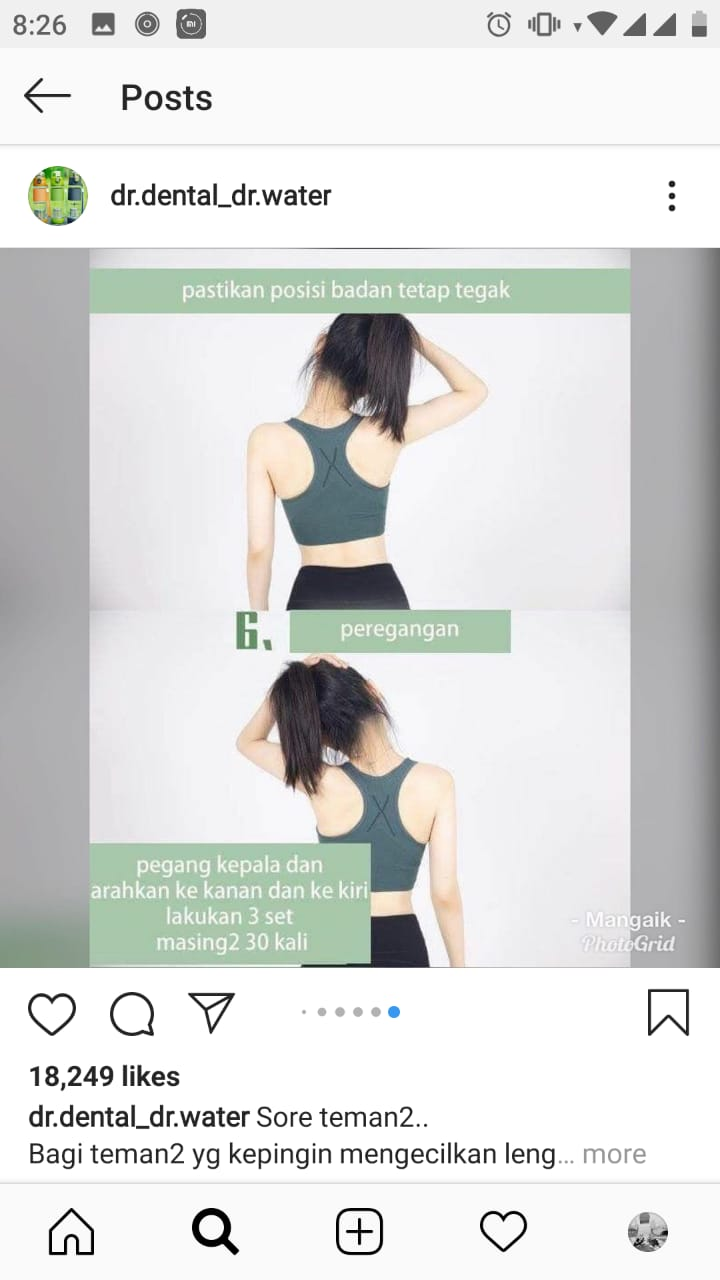 8:26
Posts
dr.dental_dr.water
pastikan posisi badan tetap tegak
6. peregangan
pegang kepala dan
arahkan ke kanan dan ke kiri
lakukan 3 set
masing2 30 kali
- Mangaik -
PhotoGrid
18,249 likes
dr.dental_dr.water Sore teman2..
Bagi teman2 yg kepingin mengecilkan leng... more